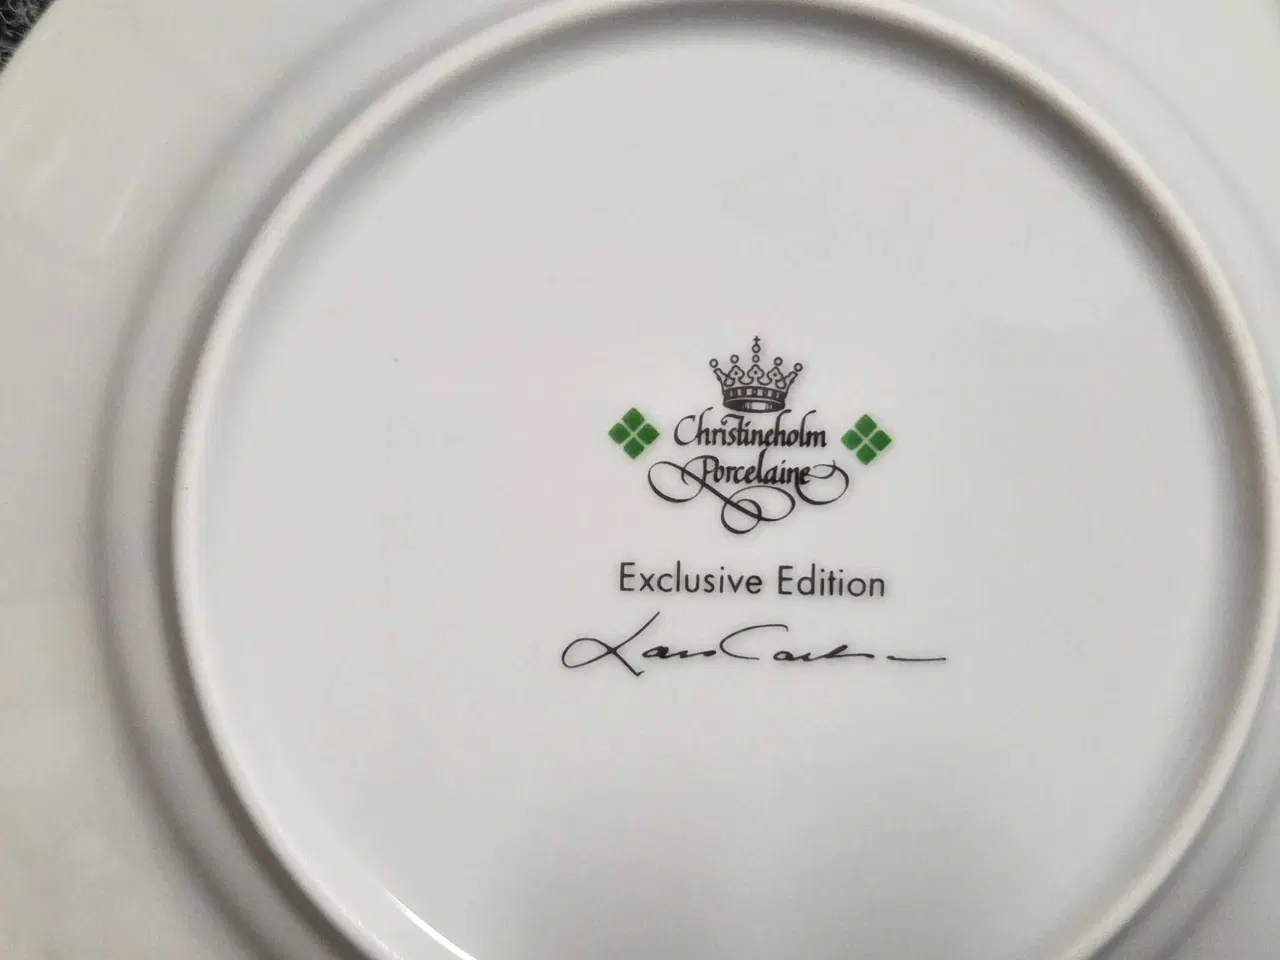 Christineholm
Porcelaine
Exclusive Edition